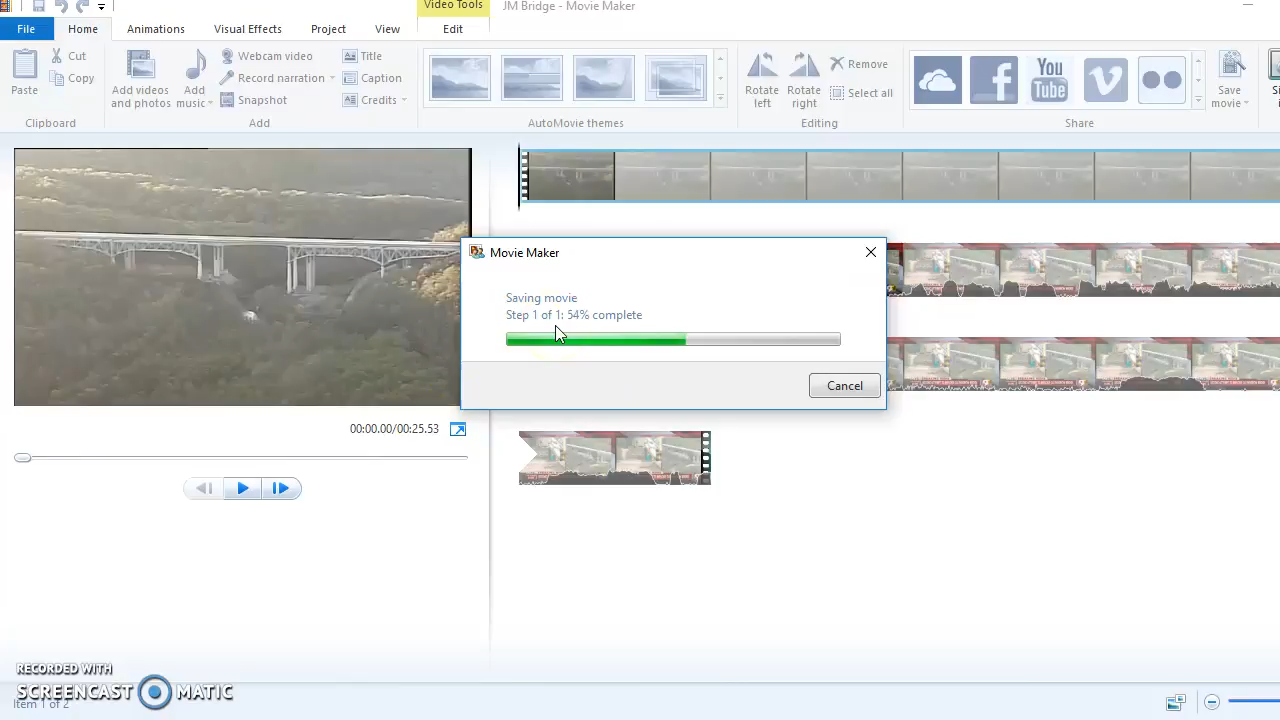 Video Tools
JM Bridge - Movie Maker
File
Home
Animations
Visual Effects
Project
View
Edit
Paste
Cut
Copy
Clipboard
Add videos
and photos
Add
music
Webcam video
Record narration
Snapshot
Title
Caption
Credits
Add
AutoMovie themes
Rotate
left
Rotate
right
Remove
Select all
Editing
You
Tube
Share
Save
movie
Movie Maker
Saving movie
Step 1 of 1: 54% complete
Cancel
00:00.00/00:25.53
RECORDED WITH
SCREENCAST MATIC
Item 1 of 2